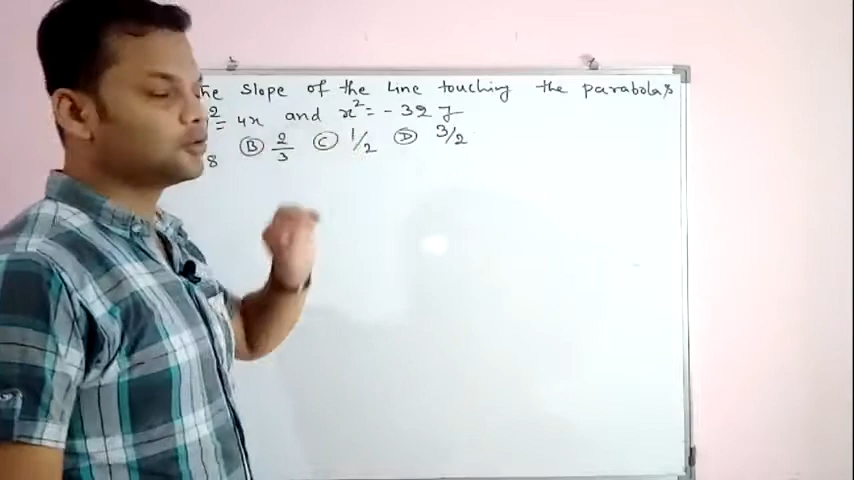 he slope of the line touching the parabolas
2 = 4x and x² = - 32 y
8 (B) 2/3 (C) 1/2 (D) 3/2